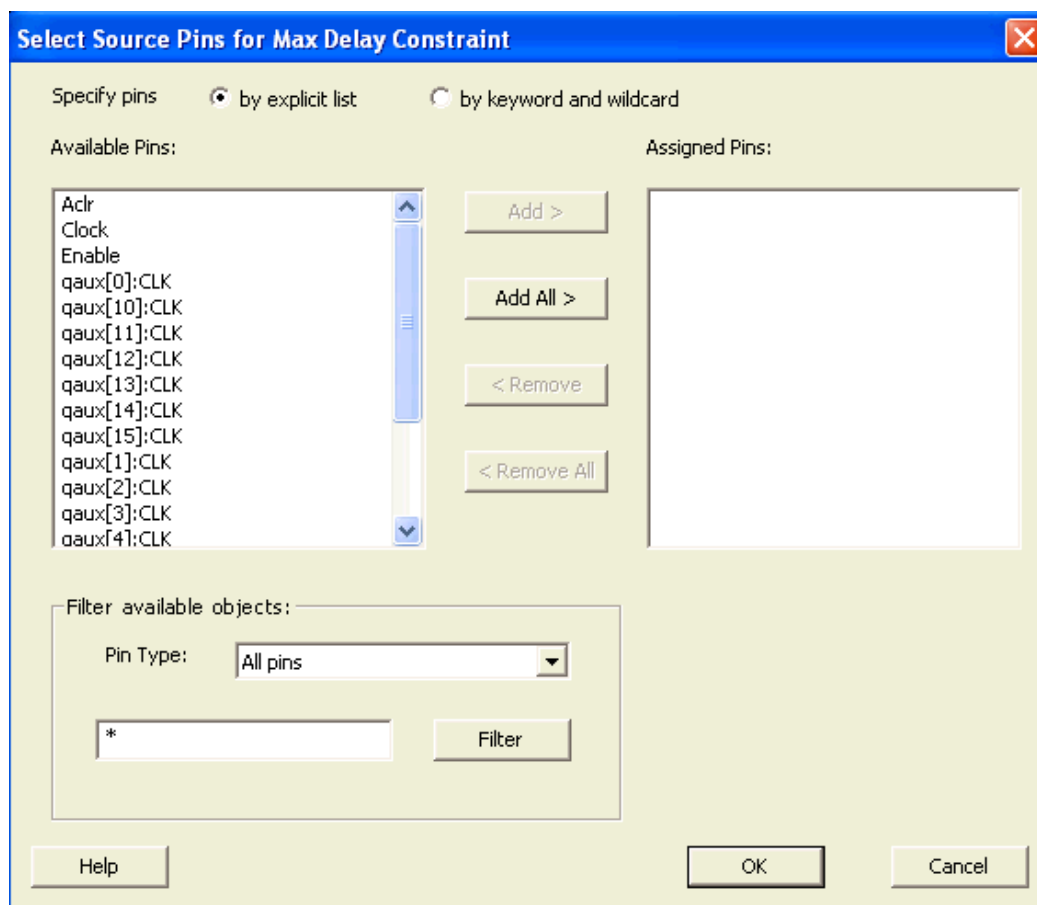 Select Source Pins for Max Delay Constraint
Specify pins by explicit list by keyword and wildcard
Available Pins: Assigned Pins:
Aclr
Clock
Enable
qaux[0]:CLK
qaux[10]:CLK
qaux[11]:CLK
qaux[12]:CLK
qaux[13]:CLK
qaux[14]:CLK
qaux[15]:CLK
qaux[1]:CLK
qaux[2]:CLK
qaux[3]:CLK
qaux[4]:CLK
Add >
Add All >
< Remove
< Remove All
Filter available objects:
Pin Type: All pins
* Filter
Help OK Cancel